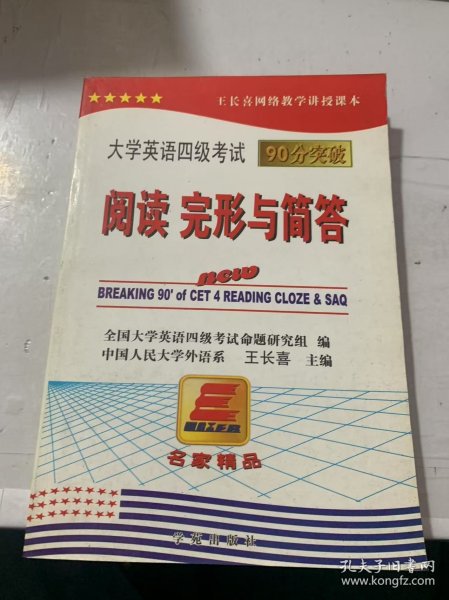 王长喜网络教学讲授课本
大学英语四级考试 90分突破
阅读 完形与简答
new
BREAKING 90' of CET 4 READING CLOZE & SAQ
全国大学英语四级考试命题研究组 编
中国人民大学外语系 王长喜 主编
名家精品
学苑出版社
孔夫子旧书网
www.kongfz.com